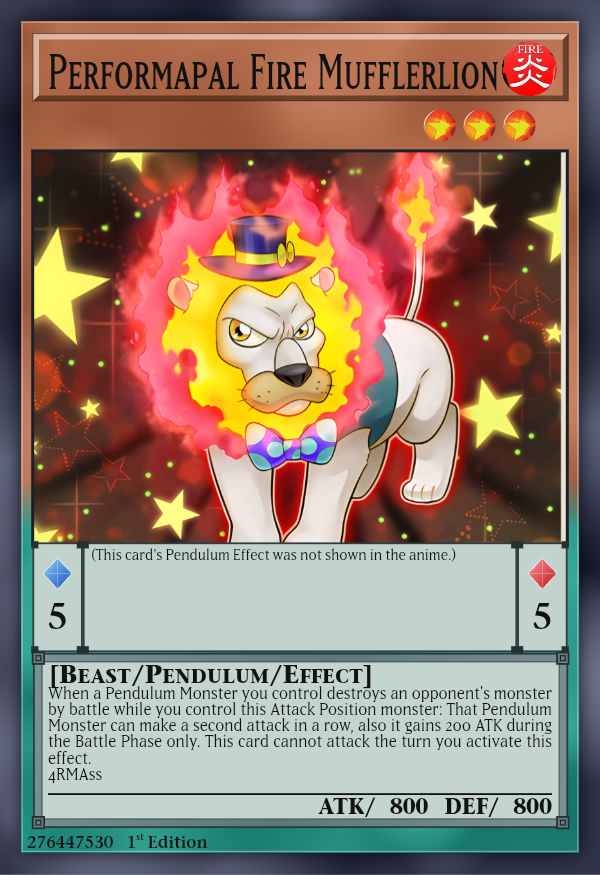 Performapal Fire Mufflerlion
FIRE
炎
(This card's Pendulum Effect was not shown in the anime.)
5
5
[Beast/Pendulum/Effect]
When a Pendulum Monster you control destroys an opponent's monster
by battle while you control this Attack Position monster: That Pendulum
Monster can make a second attack in a row, also it gains 200 ATK during
the Battle Phase only. This card cannot attack the turn you activate this
effect.
4RMAss
ATK/ 800 DEF/ 800
276447530 1st Edition